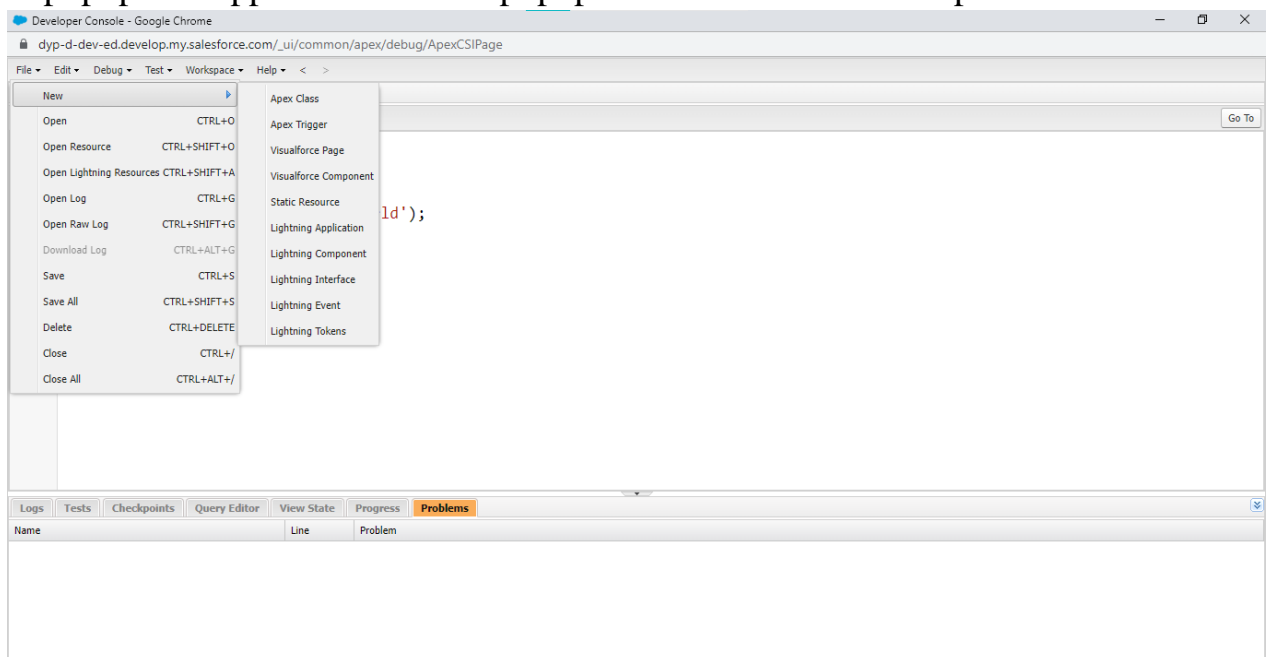 Developer Console - Google Chrome
dyp-d-dev-ed.develop.my.salesforce.com/_ui/common/apex/debug/ApexCSIPage
File Edit Debug Test Workspace Help < >
New
Apex Class
Open CTRL+O
Apex Trigger
Go To
Open Resource CTRL+SHIFT+O
Visualforce Page
Open Lightning Resources CTRL+SHIFT+A
Visualforce Component
Open Log CTRL+G
Static Resource
ld');
Open Raw Log CTRL+SHIFT+G
Lightning Application
Download Log CTRL+ALT+G
Lightning Component
Save CTRL+S
Lightning Interface
Save All CTRL+SHIFT+S
Lightning Event
Delete CTRL+DELETE
Lightning Tokens
Close CTRL+/
Close All CTRL+ALT+/
Logs Tests Checkpoints Query Editor View State Progress Problems
Name Line Problem